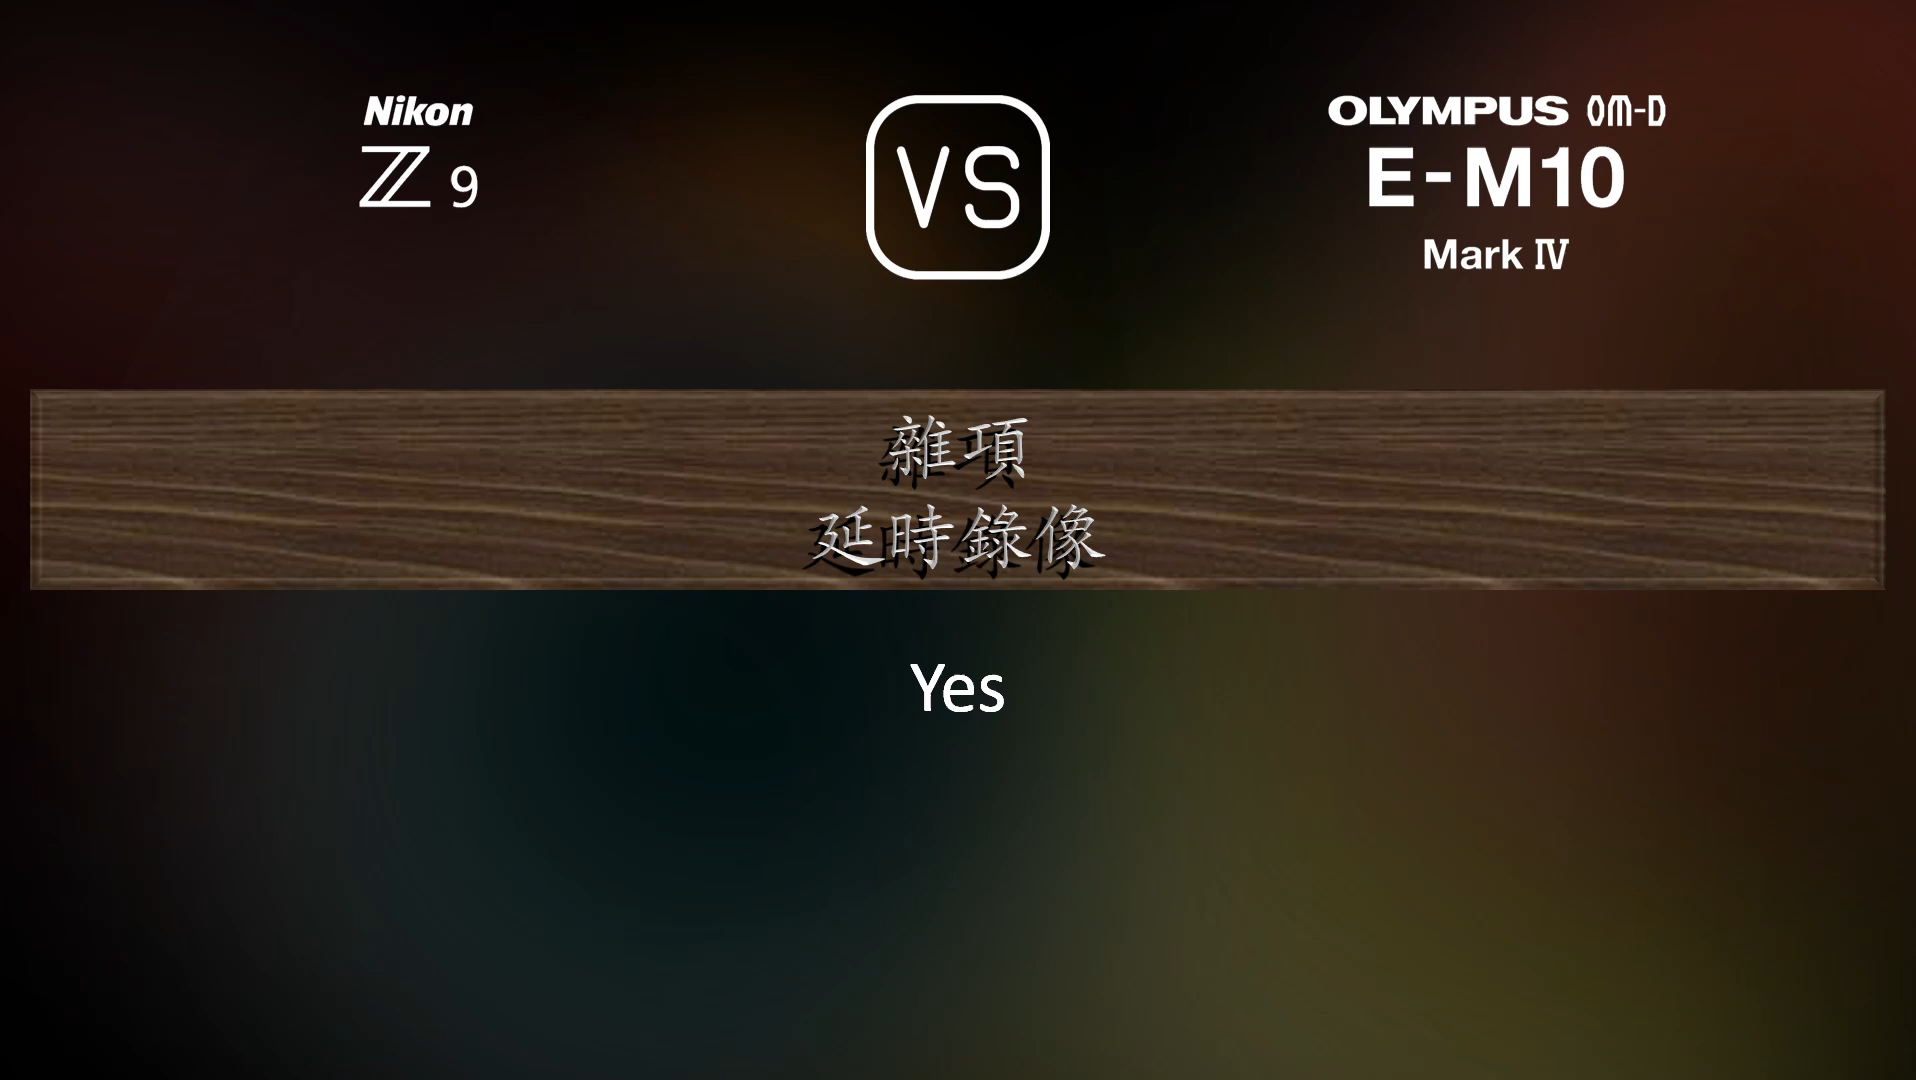 Nikon
Z 9
VS
OLYMPUS OM-D
E-M10
Mark IV
雜項
延時錄像
Yes